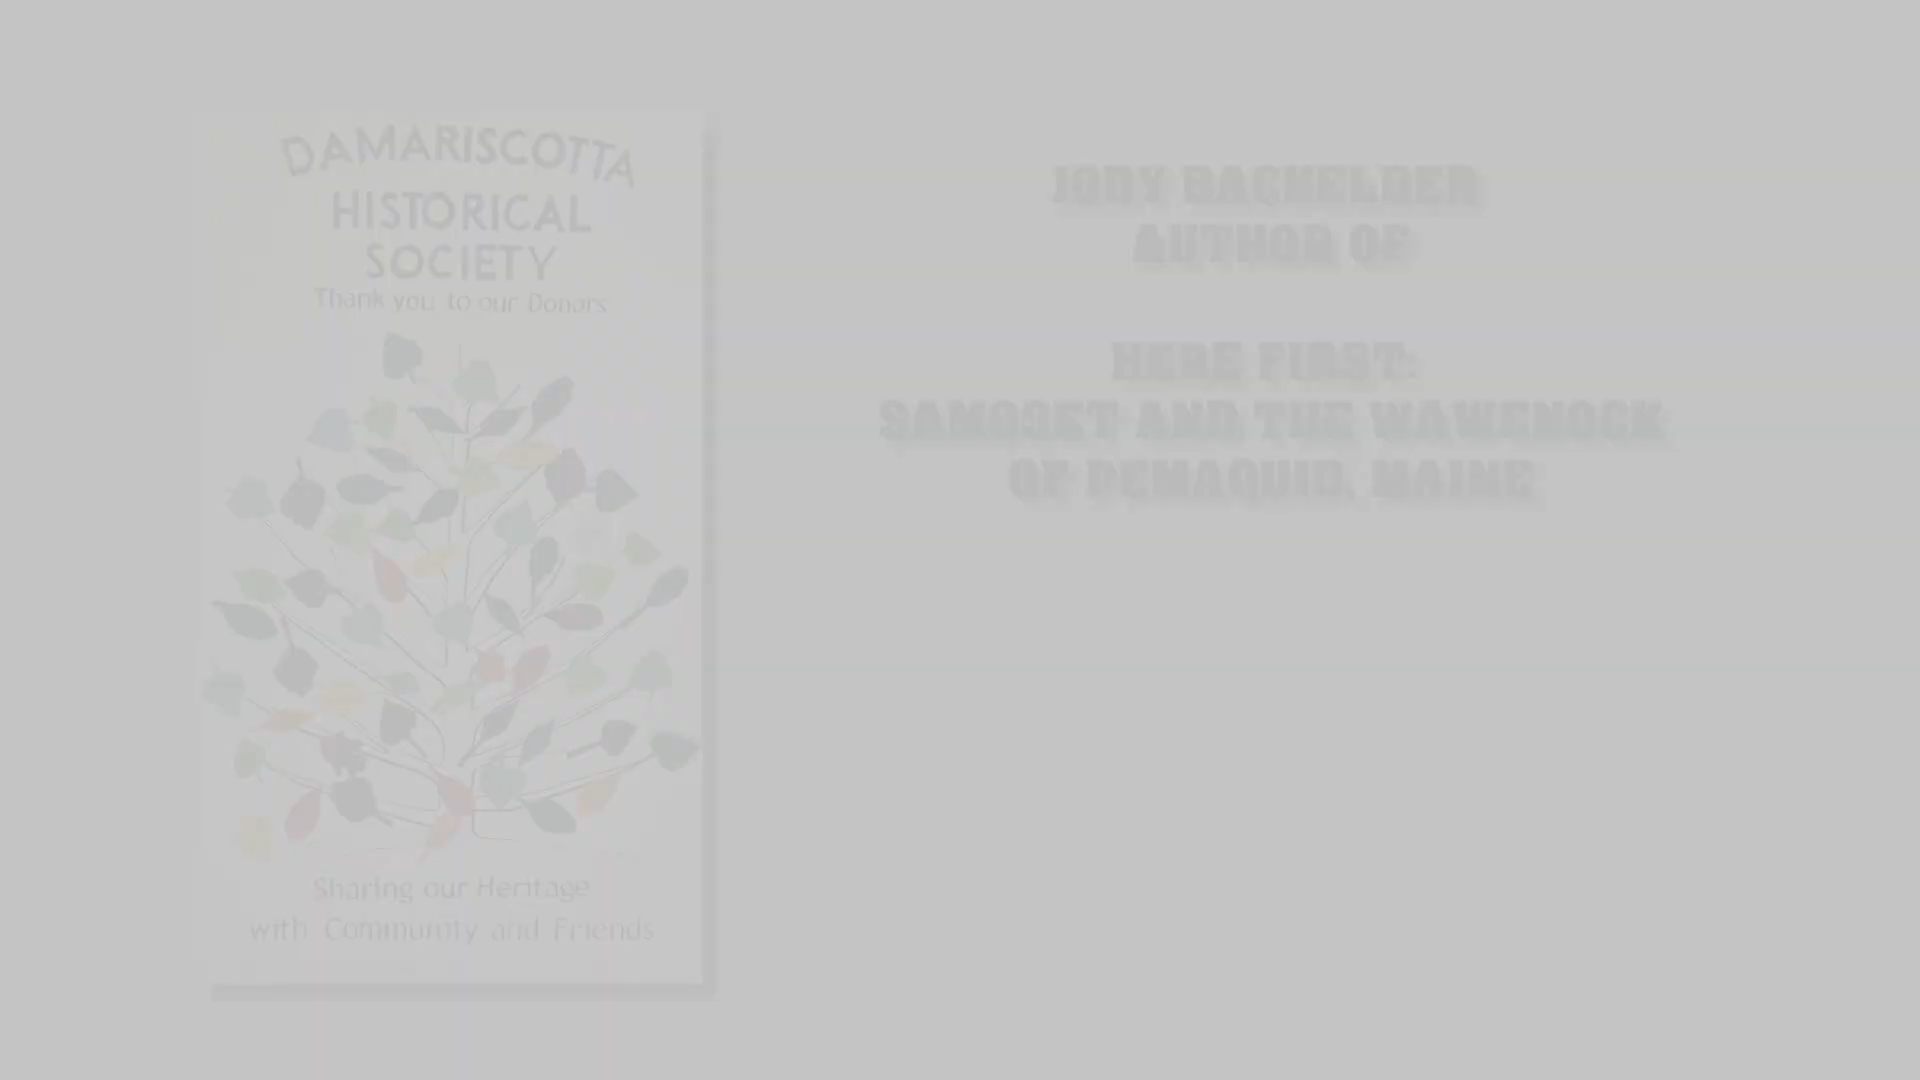 DAMARISCOTTA
HISTORICAL
SOCIETY
Thank you to our Donors
Sharing our Heritage
with Community and Friends
JODY BACHELDER
AUTHOR OF
HERE FIRST:
SAMOSET AND THE WAWENOCK
OF PEMAQUID, MAINE